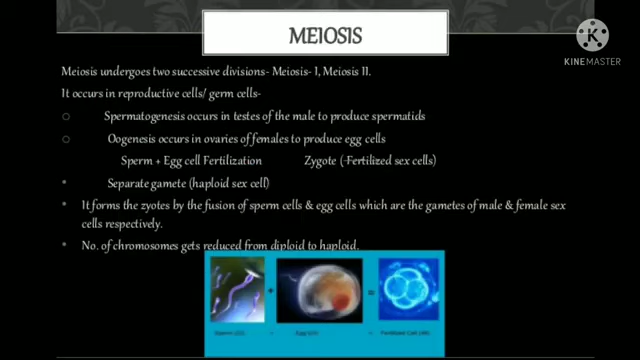 MEIOSIS
K
KINEMASTER
Meiosis undergoes two successive divisions- Meiosis- I, Meiosis II.
It occurs in reproductive cells/ germ cells-
Spermatogenesis occurs in testes of the male to produce spermatids
Oogenesis occurs in ovaries of females to produce egg cells
Sperm + Egg cell Fertilization Zygote ( Fertilized sex cells)
Separate gamete (haploid sex cell)
It forms the zyotes by the fusion of sperm cells & egg cells which are the gametes of male & female sex
cells respectively.
No. of chromosomes gets reduced from diploid to haploid.
+ =
Sperm + Egg = Fertilized Cell